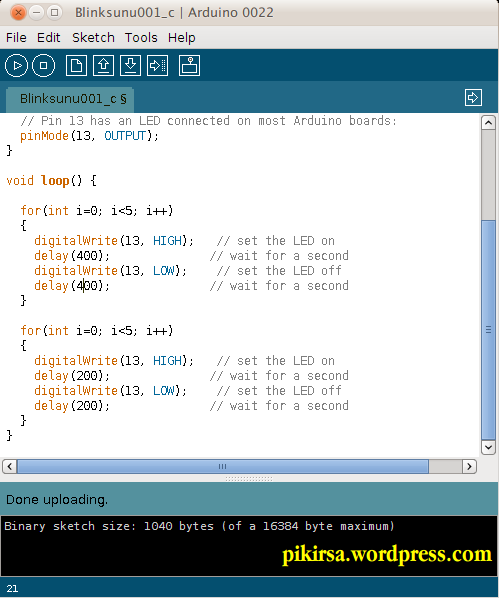 Blinksunu001_c | Arduino 0022
File Edit Sketch Tools Help
Blinksunu001_c §
// Pin 13 has an LED connected on most Arduino boards:
pinMode(13, OUTPUT);
}
void loop() {
for(int i=0; i<5; i++)
{
digitalWrite(13, HIGH);   // set the LED on
delay(400);              // wait for a second
digitalWrite(13, LOW);    // set the LED off
delay(400);              // wait for a second
}
for(int i=0; i<5; i++)
{
digitalWrite(13, HIGH);   // set the LED on
delay(200);              // wait for a second
digitalWrite(13, LOW);    // set the LED off
delay(200);              // wait for a second
}
}
Done uploading.
Binary sketch size: 1040 bytes (of a 16384 byte maximum)
pikirsa.wordpress.com
21